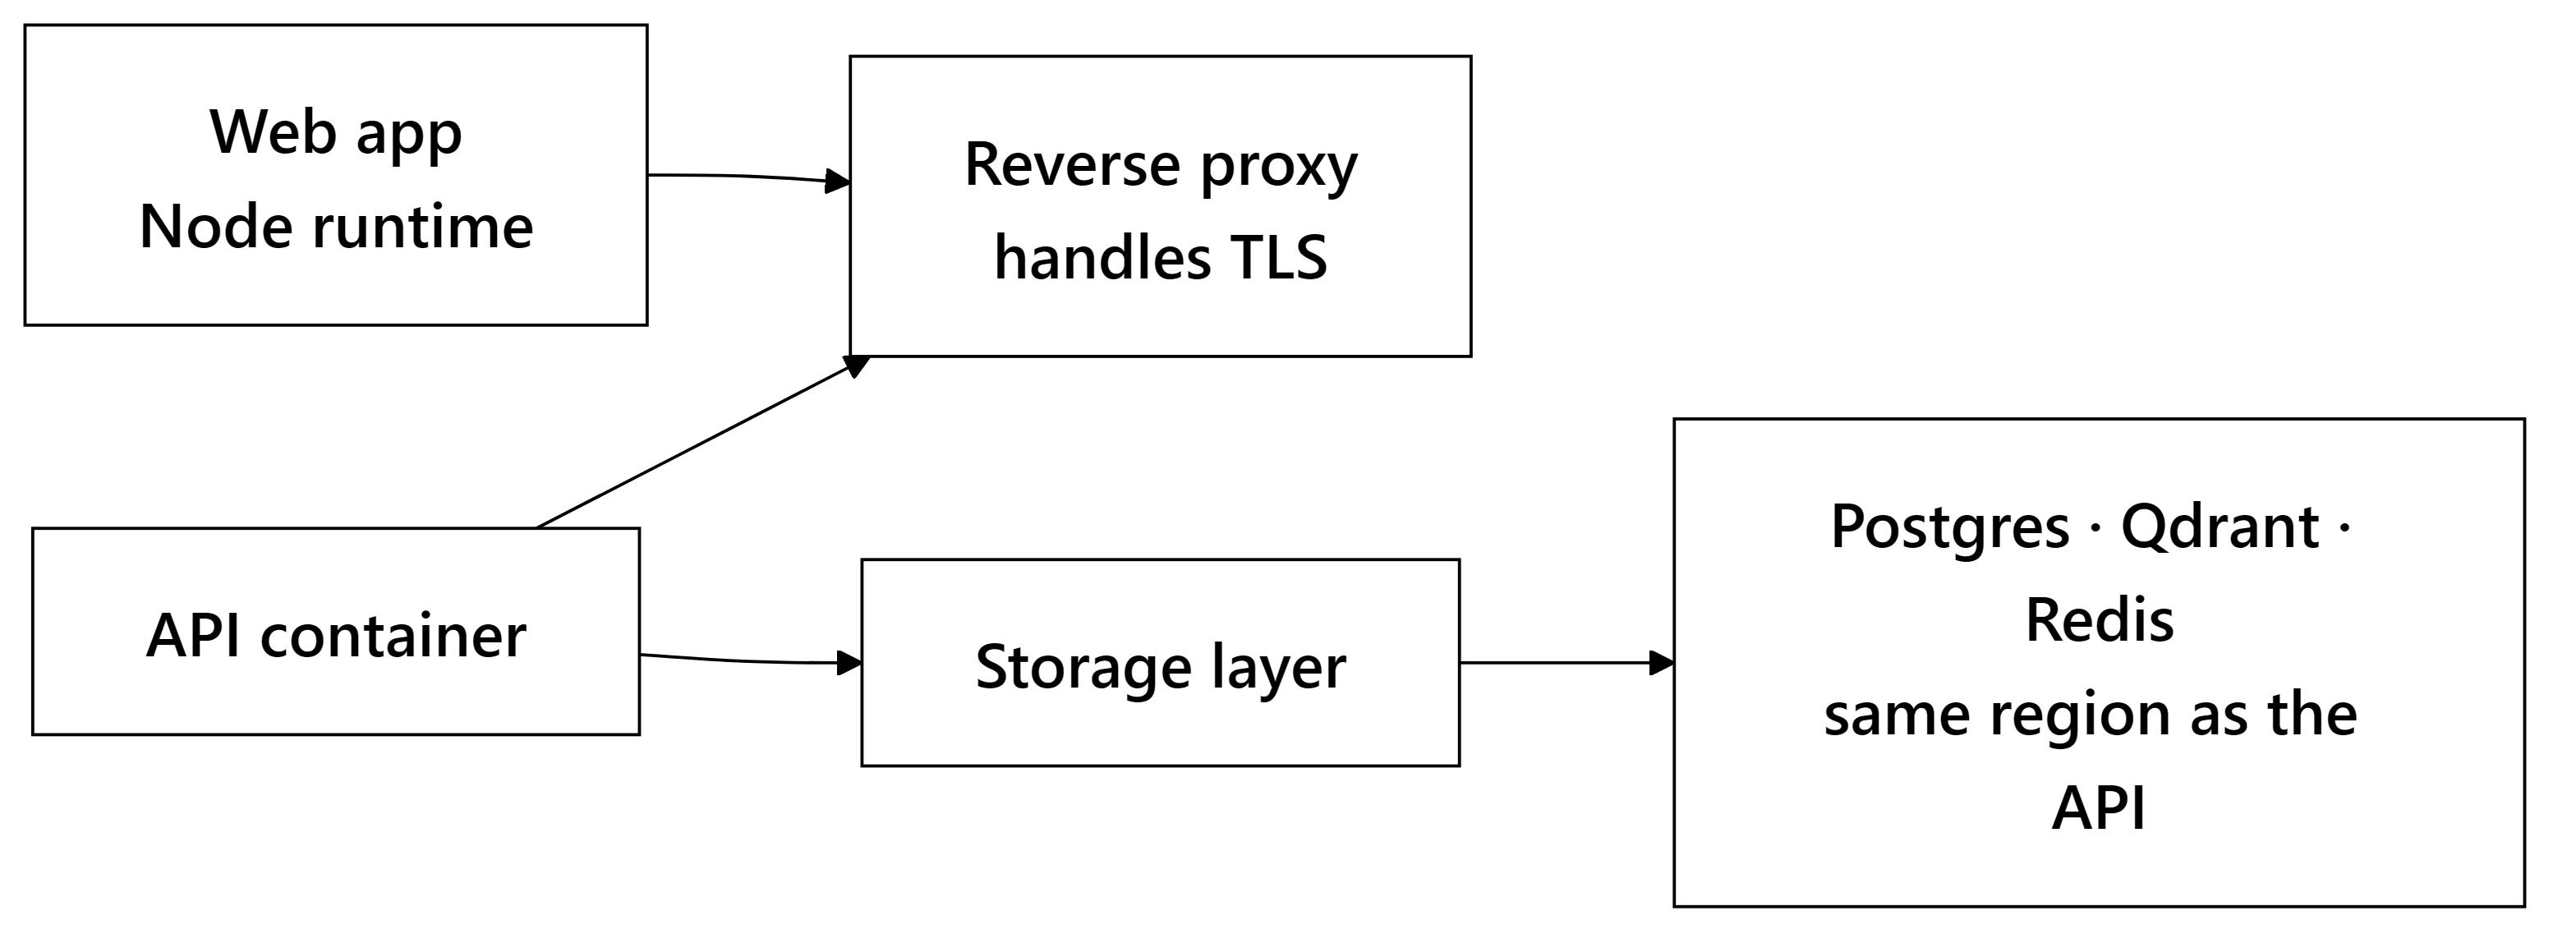 Web app
Node runtime
Reverse proxy
handles TLS
API container
Storage layer
Postgres · Qdrant ·
Redis
same region as the
API